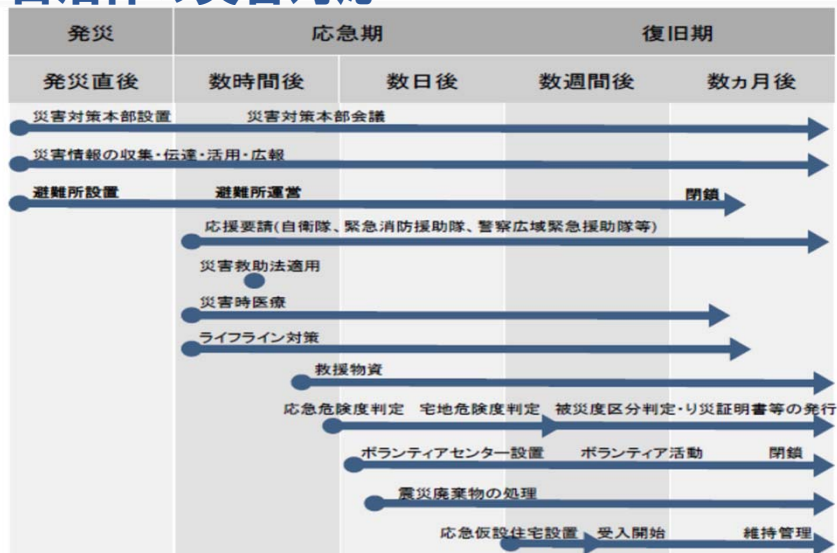 発災 応急期 復旧期
発災直後 数時間後 数日後 数週間後 数ヵ月後
災害対策本部設置 災害対策本部会議
災害情報の収集・伝達・活用・広報
避難所設置 避難所運営 閉鎖
応援要請(自衛隊、緊急消防援助隊、警察広域緊急援助隊等)
災害救助法適用
災害時医療
ライフライン対策
救援物資
応急危険度判定 宅地危険度判定 被災度区分判定・り災証明書等の発行
ボランティアセンター設置 ボランティア活動 閉鎖
震災廃棄物の処理
応急仮設住宅設置 受入開始 維持管理